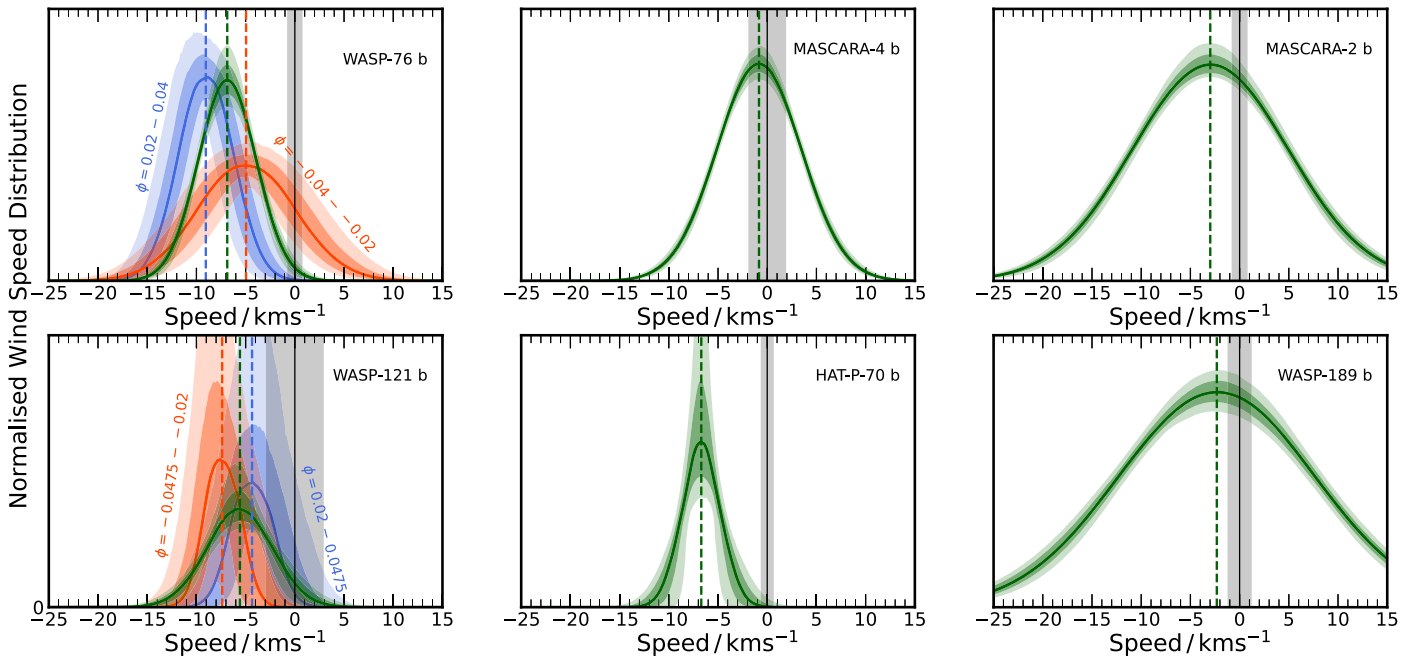 Normalised Wind Speed Distribution
WASP-76 b
ϕ = 0.02 − 0.04
ϕ = −0.04 − −0.02
−25 −20 −15 −10 −5 0 5 10 15
Speed / kms⁻¹
MASCARA-4 b
−25 −20 −15 −10 −5 0 5 10 15
Speed / kms⁻¹
MASCARA-2 b
−25 −20 −15 −10 −5 0 5 10 15
Speed / kms⁻¹
WASP-121 b
ϕ = −0.0475 − −0.02
ϕ = 0.02 − 0.0475
0
−25 −20 −15 −10 −5 0 5 10 15
Speed / kms⁻¹
HAT-P-70 b
−25 −20 −15 −10 −5 0 5 10 15
Speed / kms⁻¹
WASP-189 b
−25 −20 −15 −10 −5 0 5 10 15
Speed / kms⁻¹